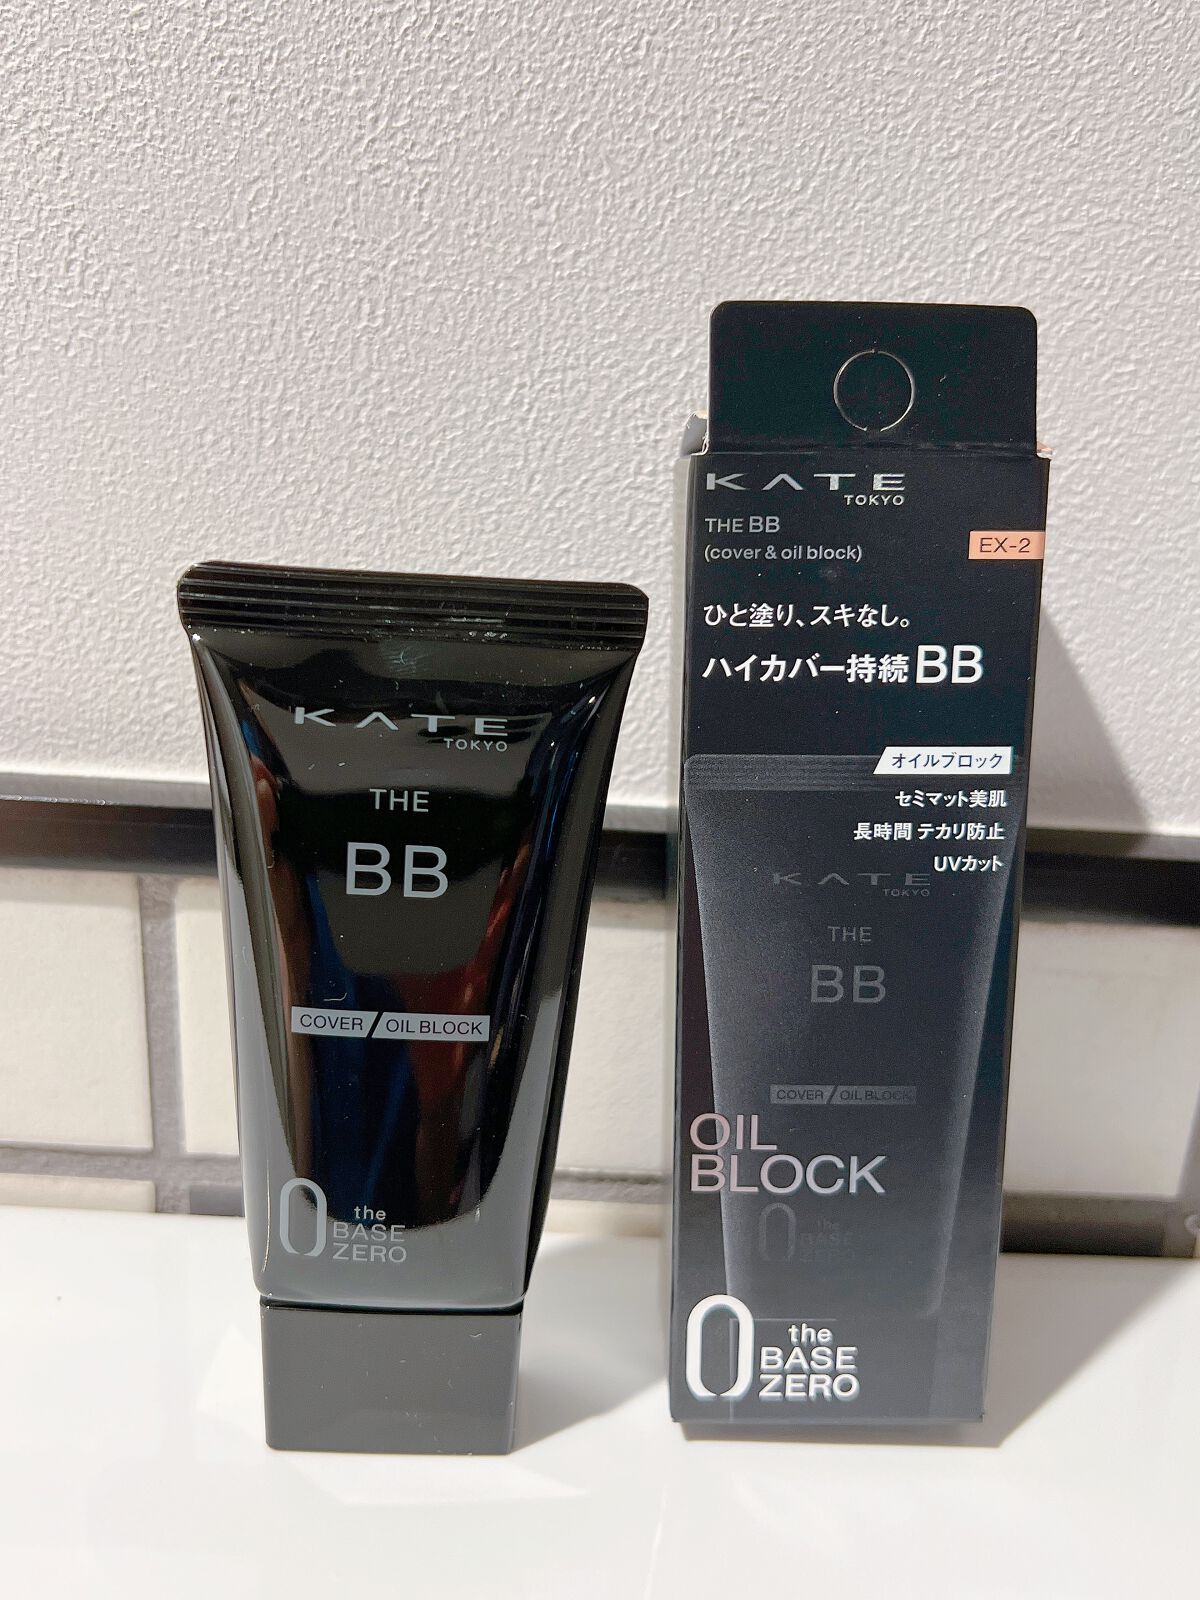 KATE
TOKYO
THE
BB
COVER / OIL BLOCK
0 the
BASE
ZERO
KATE
TOKYO
THE BB
(cover & oil block)
EX-2
ひと塗り、スキなし。
ハイカバー持続BB
オイルブロック
セミマット美肌
長時間 テカリ防止
UVカット
KATE
TOKYO
THE
BB
COVER / OIL BLOCK
OIL
BLOCK
0 the
BASE
0 the
BASE
ZERO